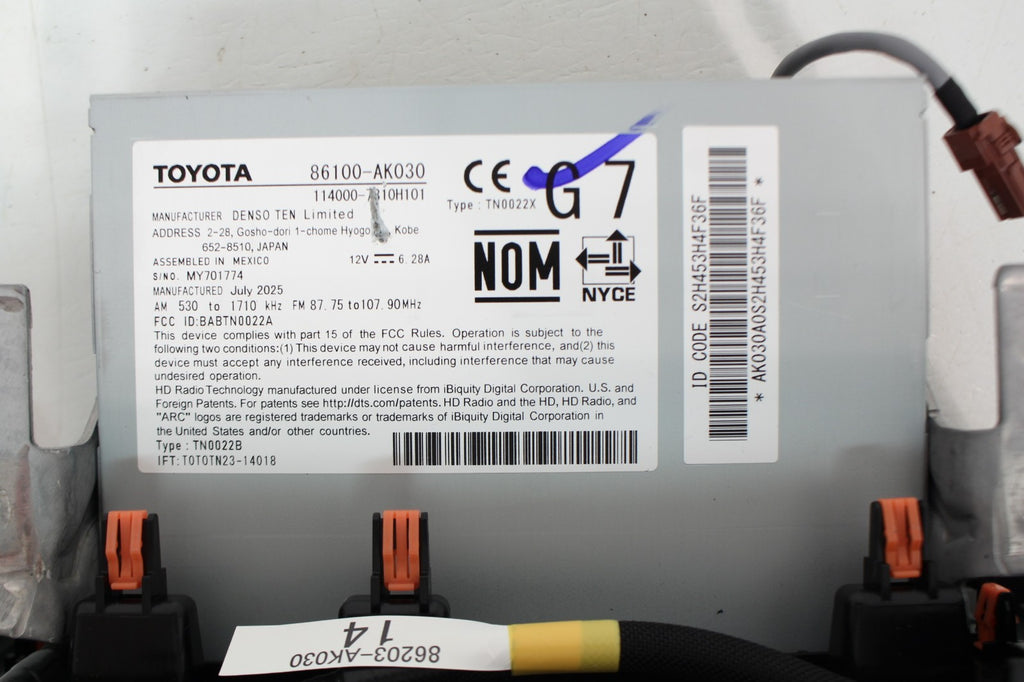 TOYOTA 86100-AK030
MANUFACTURER DENSO TEN Limited
ADDRESS 2-28, Gosho-dori 1-chome Kobe
652-8510, JAPAN
ASSEMBLED IN MEXICO 12V 6.28A
S/NO. MY701774
MANUFACTURED July 2025
AM 530 to 1710 kHz FM 87.75 to107.90MHz
FCC ID:BABTN0022A
This device complies with part 15 of the FCC Rules. Operation is subject to the
following two conditions:(1) This device may not cause harmful interference, and(2) this
device must accept any interference received, including interference that may cause
undesired operation.
HD Radio Technology manufactured under license from iBiquity Digital Corporation. U.S. and
Foreign Patents. For patents see http://dts.com/patents. HD Radio and the HD, HD Radio, and
"ARC" logos are registered trademarks or trademarks of iBiquity Digital Corporation in
the United States and/or other countries.
Type : TN0022B
IFT:TOTOTN23-14018
CE G 7
Type : TN0022X
NOM
NYCE
ID CODE S2H453H4F36F
* AK030A0S2H453H4F36F *
14
86203-AK030